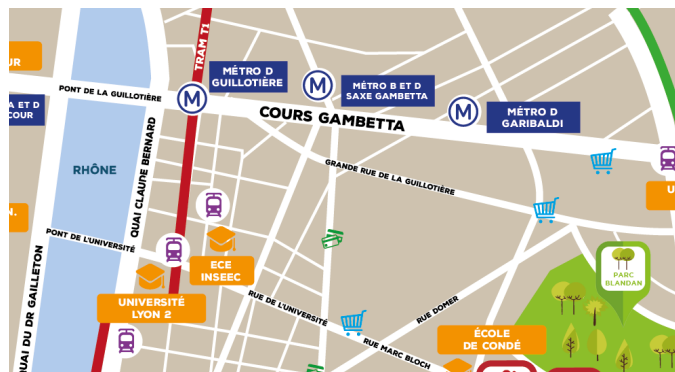 UR
TRAM T1
MÉTRO D
GUILLOTIÈRE
MÉTRO B ET D
SAXE GAMBETTA
MÉTRO D
GARIBALDI
M
M
M
PONT DE LA GUILLOTIÈRE
A ET D
COUR
COURS GAMBETTA
RHÔNE
QUAI CLAUDE BERNARD
GRANDE RUE DE LA GUILLOTIÈRE
U
N.
PONT DE L'UNIVERSITÉ
ECE
INSEEC
PARC
BLANDAN
QUAI DU DR GAILLETON
UNIVERSITÉ
LYON 2
RUE DE L'UNIVERSITÉ
RUE DOMER
RUE MARC BLOCH
ÉCOLE
DE CONDÉ